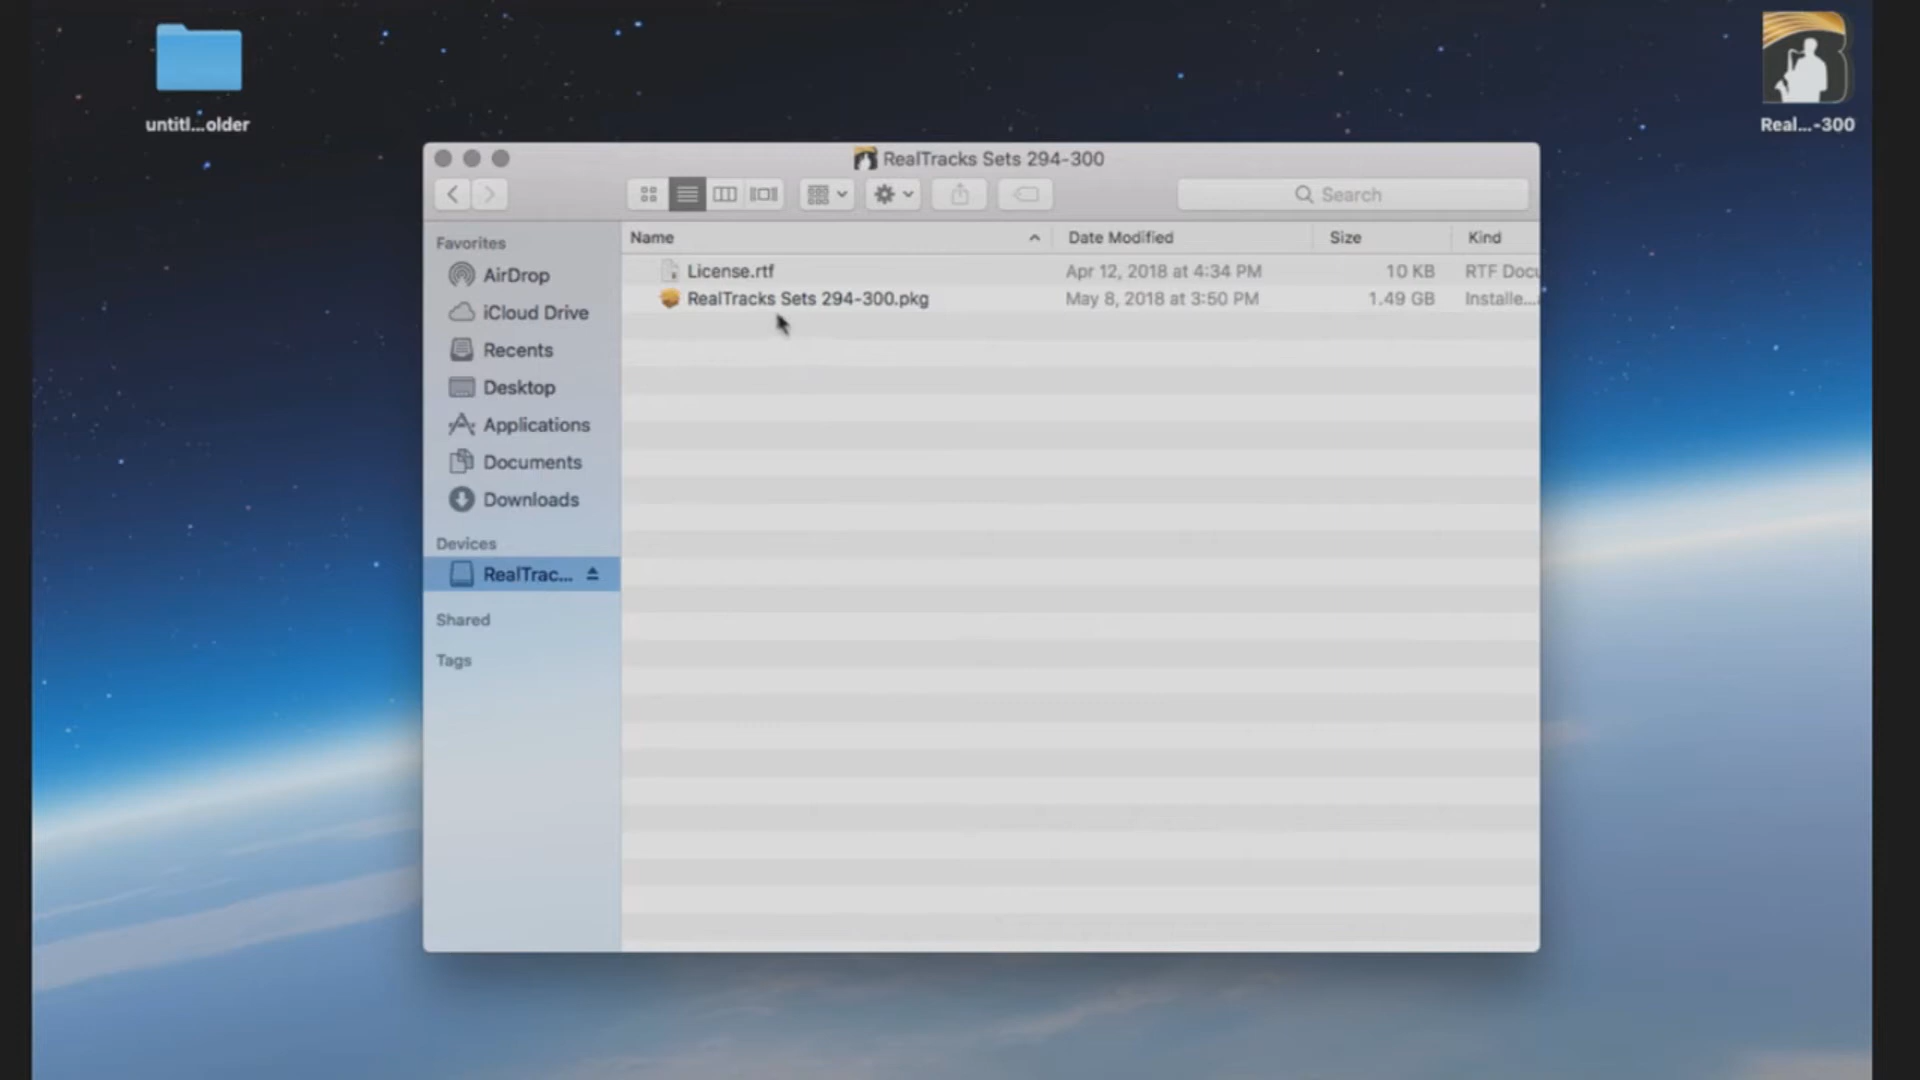 untitl...older
Real...-300
RealTracks Sets 294-300
Search
Favorites
AirDrop
iCloud Drive
Recents
Desktop
Applications
Documents
Downloads
Devices
RealTrac...
Shared
Tags
Name Date Modified Size Kind
License.rtf Apr 12, 2018 at 4:34 PM 10 KB RTF Docu
RealTracks Sets 294-300.pkg May 8, 2018 at 3:50 PM 1.49 GB Installe...a